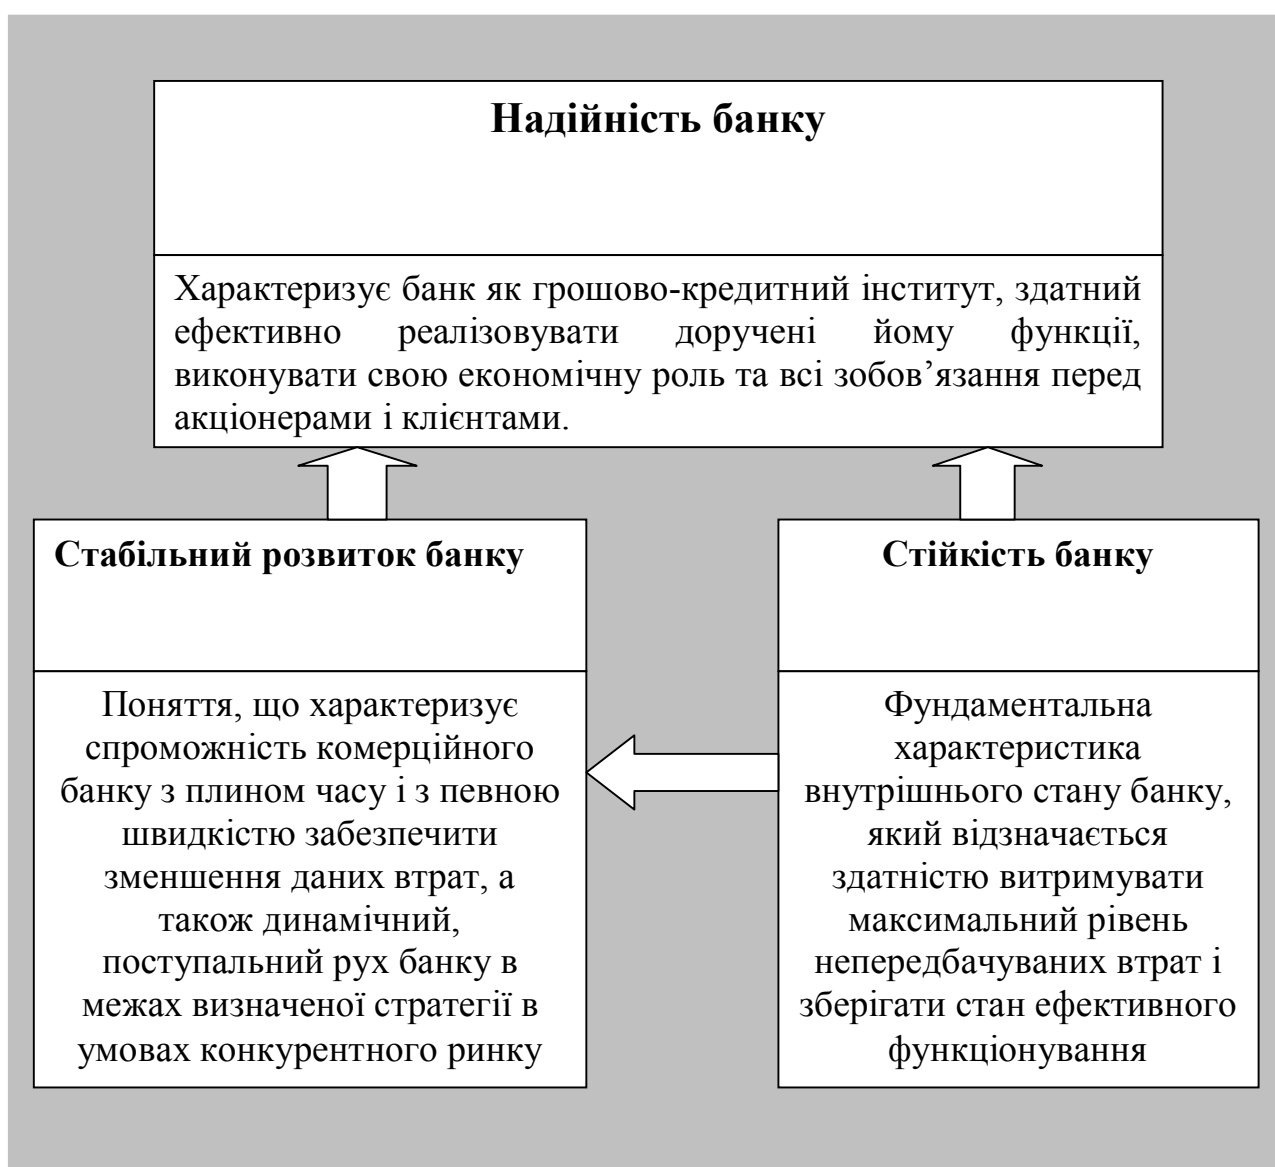 Надійність банку
Характеризує банк як грошово-кредитний інститут, здатний
ефективно реалізовувати доручені йому функції,
виконувати свою економічну роль та всі зобов’язання перед
акціонерами і клієнтами.
Стабільний розвиток банку
Поняття, що характеризує
спроможність комерційного
банку з плином часу і з певною
швидкістю забезпечити
зменшення даних втрат, а
також динамічний,
поступальний рух банку в
межах визначеної стратегії в
умовах конкурентного ринку
Стійкість банку
Фундаментальна
характеристика
внутрішнього стану банку,
який відзначається
здатністю витримувати
максимальний рівень
непередбачуваних втрат і
зберігати стан ефективного
функціонування